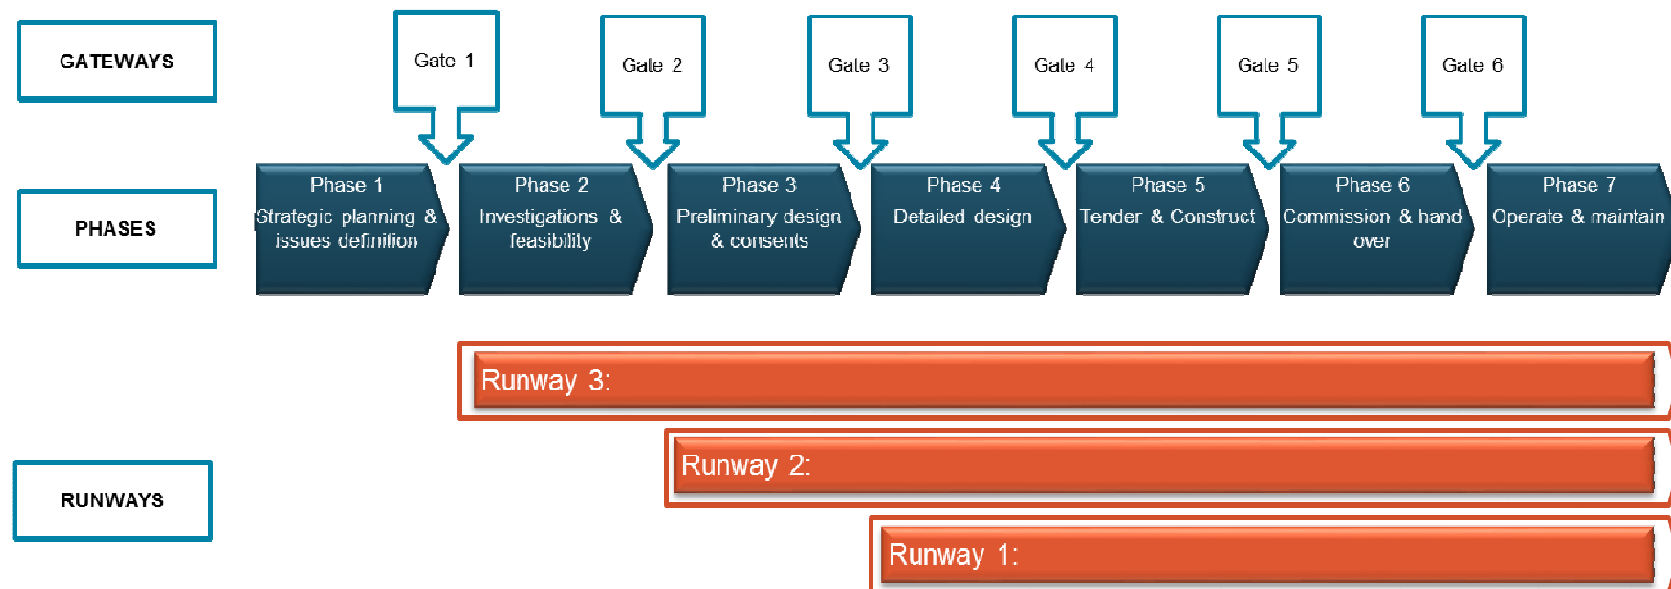 GATEWAYS
Gate 1
Gate 2
Gate 3
Gate 4
Gate 5
Gate 6
PHASES
Phase 1
Strategic planning &
issues definition
Phase 2
Investigations &
feasibility
Phase 3
Preliminary design
& consents
Phase 4
Detailed design
Phase 5
Tender & Construct
Phase 6
Commission & hand
over
Phase 7
Operate & maintain
RUNWAYS
Runway 3:
Runway 2:
Runway 1: